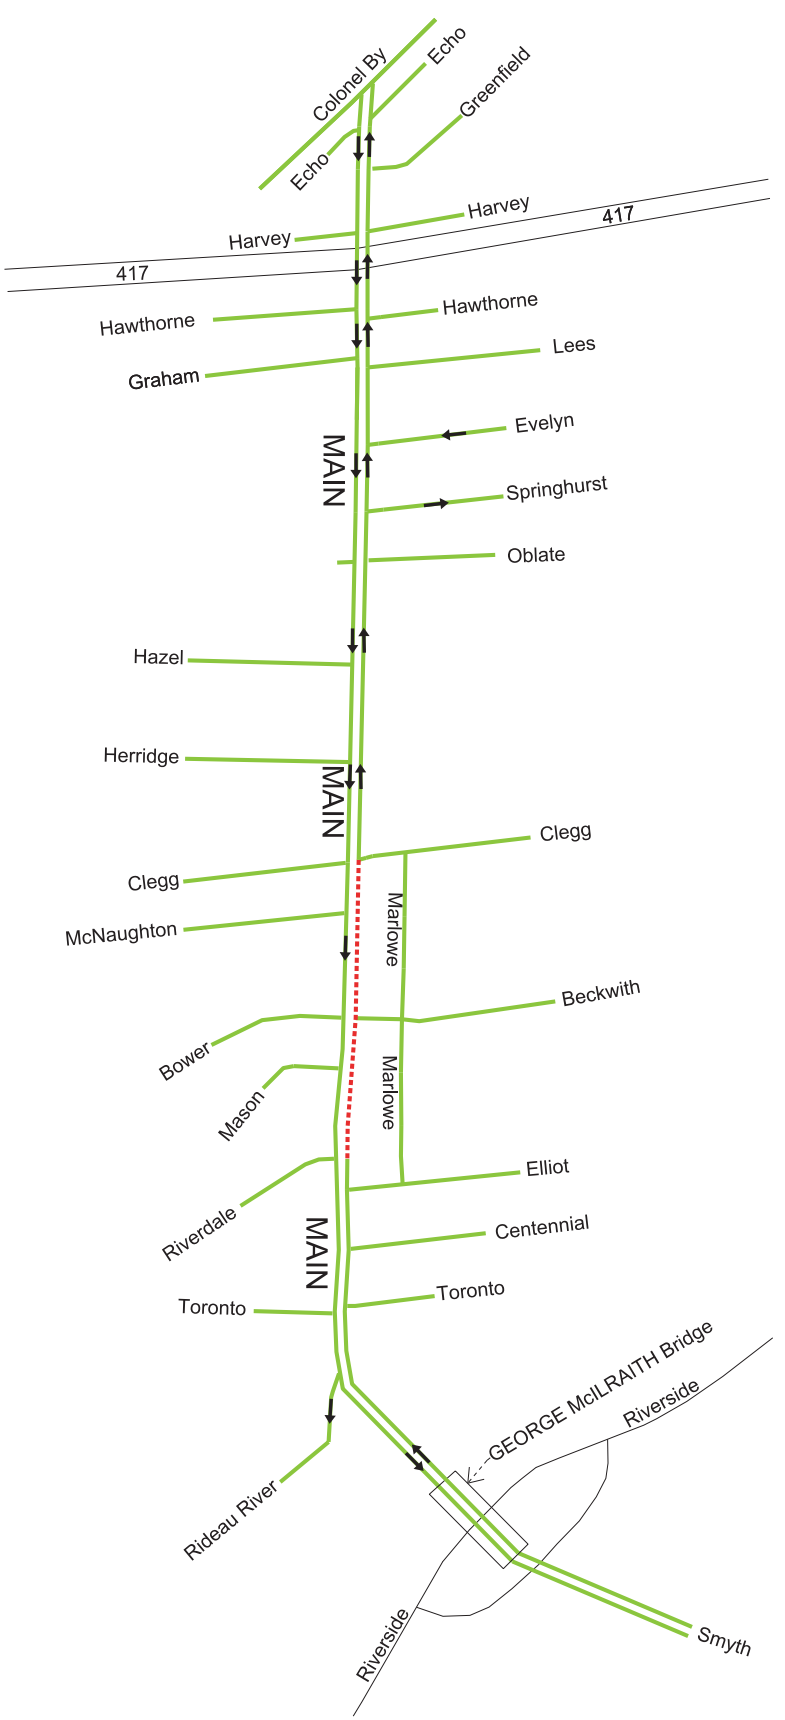 Colonel By
Echo
Greenfield
Echo
Harvey
Harvey
417
417
Hawthorne
Hawthorne
Graham
Lees
Evelyn
MAIN
Springhurst
Oblate
Hazel
Herridge
MAIN
Clegg
Clegg
McNaughton
Marlowe
Beckwith
Bower
Marlowe
Mason
Elliot
Riverdale
MAIN
Centennial
Toronto
Toronto
GEORGE McILRAITH Bridge
Riverside
Rideau River
Riverside
Smyth